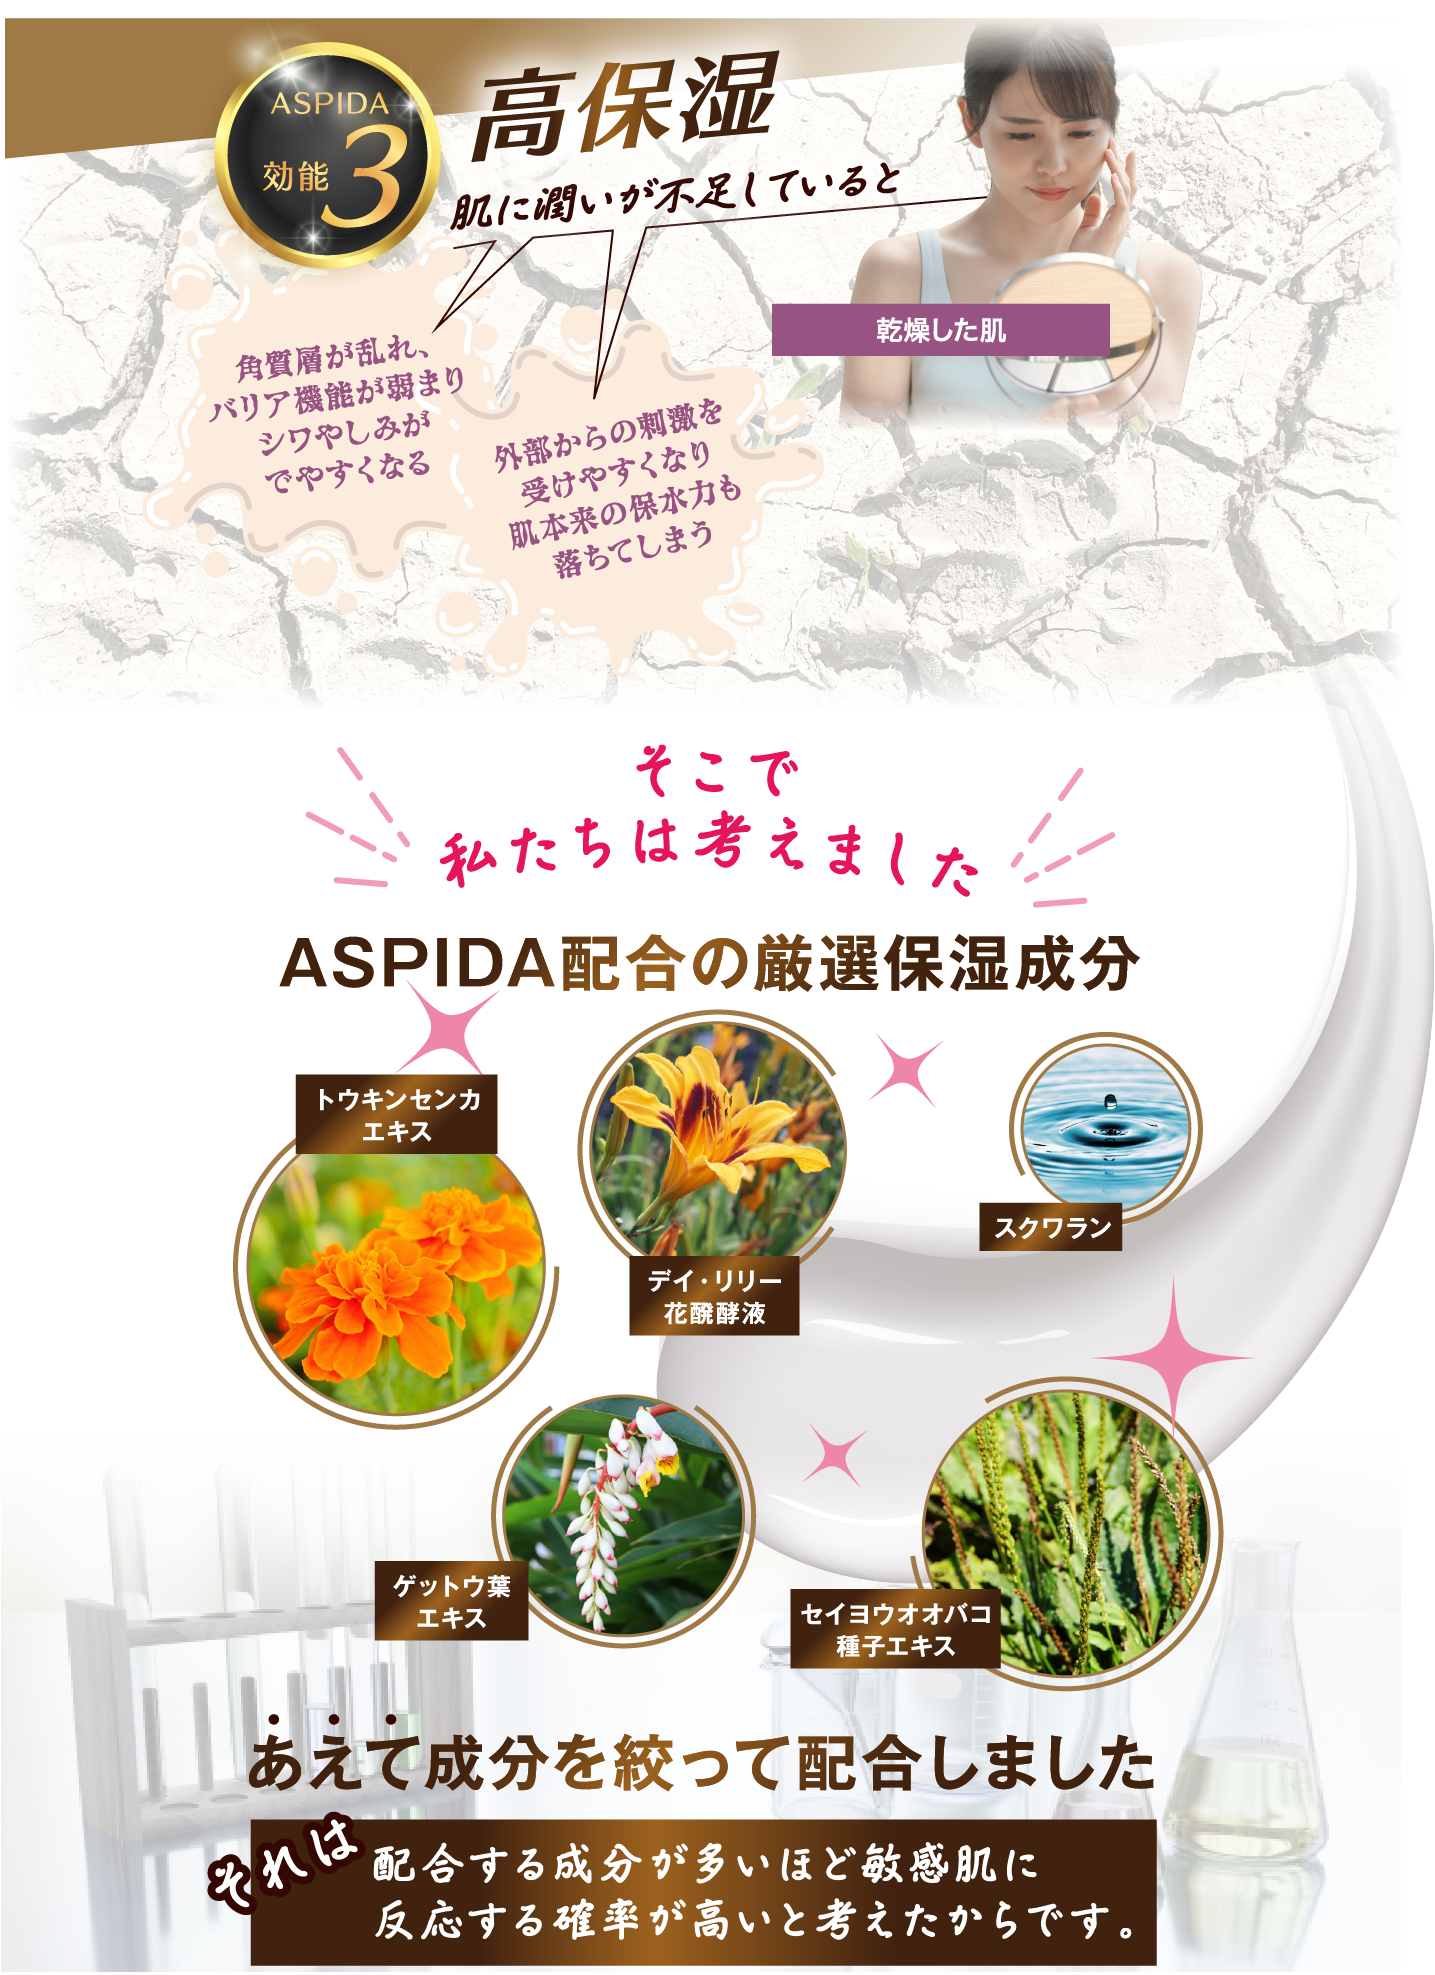 ASPIDA
効能3
高保湿
肌に潤いが不足していると
乾燥した肌
角質層が乱れ、
バリア機能が弱まり
シワやしみが
でやすくなる
外部からの刺激を
受けやすくなり
肌本来の保水力も
落ちてしまう
そこで
私たちは考えました
ASPIDA配合の厳選保湿成分
トウキンセンカ
エキス
デイ・リリー
花醗酵液
スクワラン
ゲットウ葉
エキス
セイヨウオオバコ
種子エキス
あえて成分を絞って配合しました
それは
配合する成分が多いほど敏感肌に
反応する確率が高いと考えたからです。